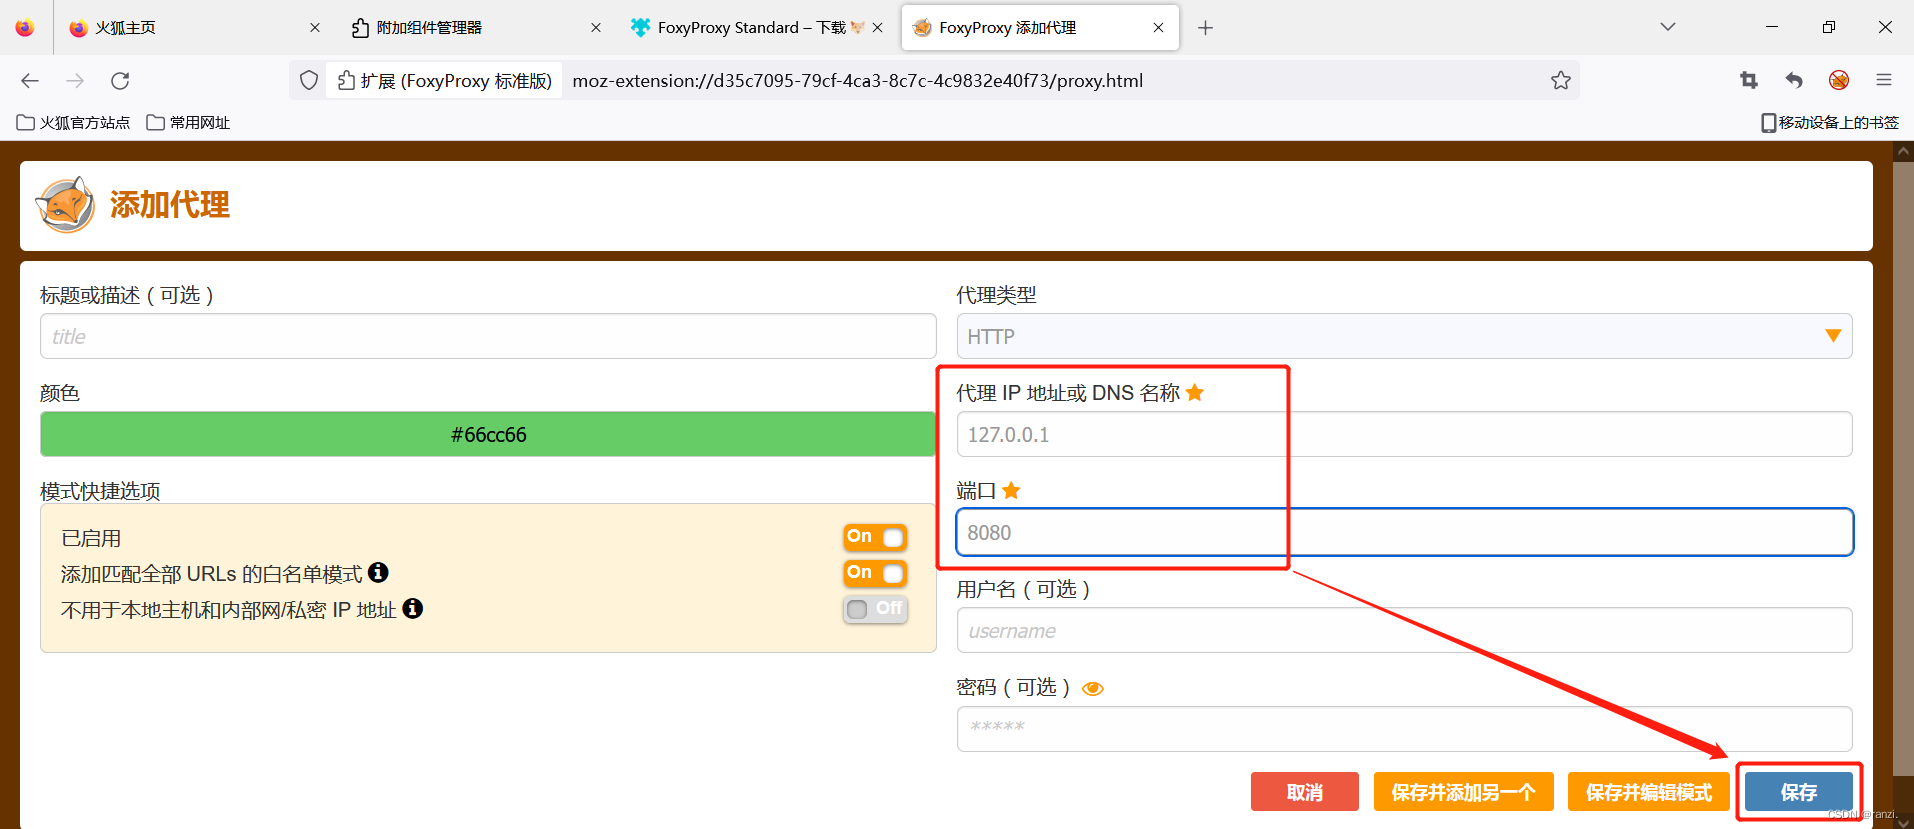 火狐主页
附加组件管理器
FoxyProxy Standard – 下载
FoxyProxy 添加代理
扩展 (FoxyProxy 标准版)
moz-extension://d35c7095-79cf-4ca3-8c7c-4c9832e40f73/proxy.html
火狐官方站点
常用网址
移动设备上的书签
添加代理
标题或描述（可选）
title
颜色
#66cc66
模式快捷选项
已启用
On
添加匹配全部 URLs 的白名单模式
On
不用于本地主机和内部网/私密 IP 地址
Off
代理类型
HTTP
代理 IP 地址或 DNS 名称
127.0.0.1
端口
8080
用户名（可选）
username
密码（可选）
*****
取消
保存并添加另一个
保存并编辑模式
保存
CSDN @ranzi.